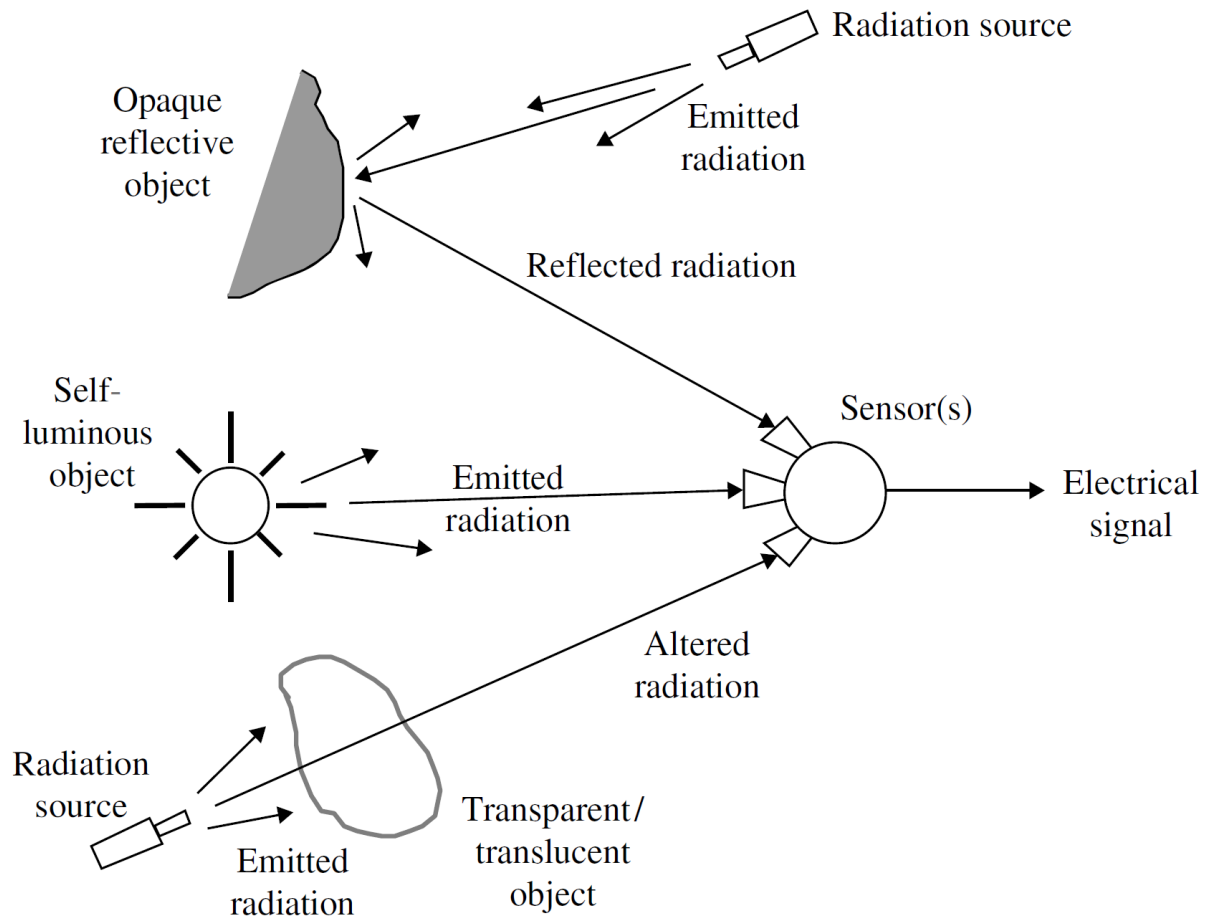 Radiation source
Opaque
reflective
object
Emitted
radiation
Reflected radiation
Self-
luminous
object
Emitted
radiation
Sensor(s)
Electrical
signal
Altered
radiation
Radiation
source
Emitted
radiation
Transparent/
translucent
object